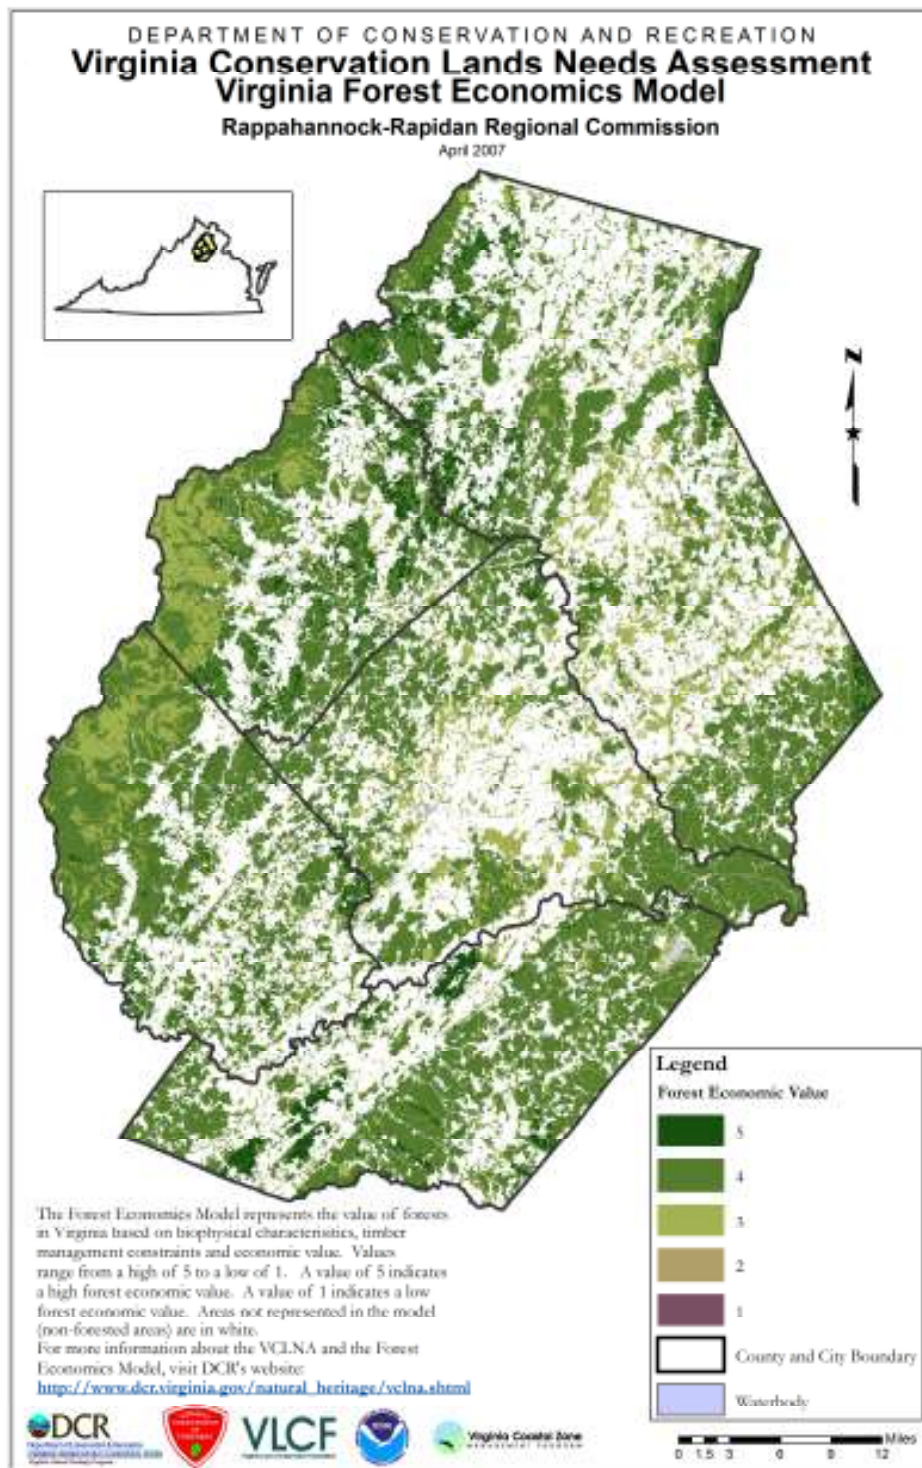 DEPARTMENT OF CONSERVATION AND RECREATION
Virginia Conservation Lands Needs Assessment
Virginia Forest Economics Model
Rappahannock-Rapidan Regional Commission
April 2007
N
Legend
Forest Economic Value
5
4
3
2
1
County and City Boundary
Waterbody
The Forest Economics Model represents the value of forests
in Virginia based on biophysical characteristics, timber
management constraints and economic value. Values
range from a high of 5 to a low of 1. A value of 5 indicates
a high forest economic value. A value of 1 indicates a low
forest economic value. Areas not represented in the model
(non-forested areas) are in white.
For more information about the VCLNA and the Forest
Economics Model, visit DCR's website:
http://www.dcr.virginia.gov/natural_heritage/vclna.shtml
DCR
VLCF
Virginia Coastal Zone
MANAGEMENT PROGRAM
Miles
0 1.5 3 6 9 12